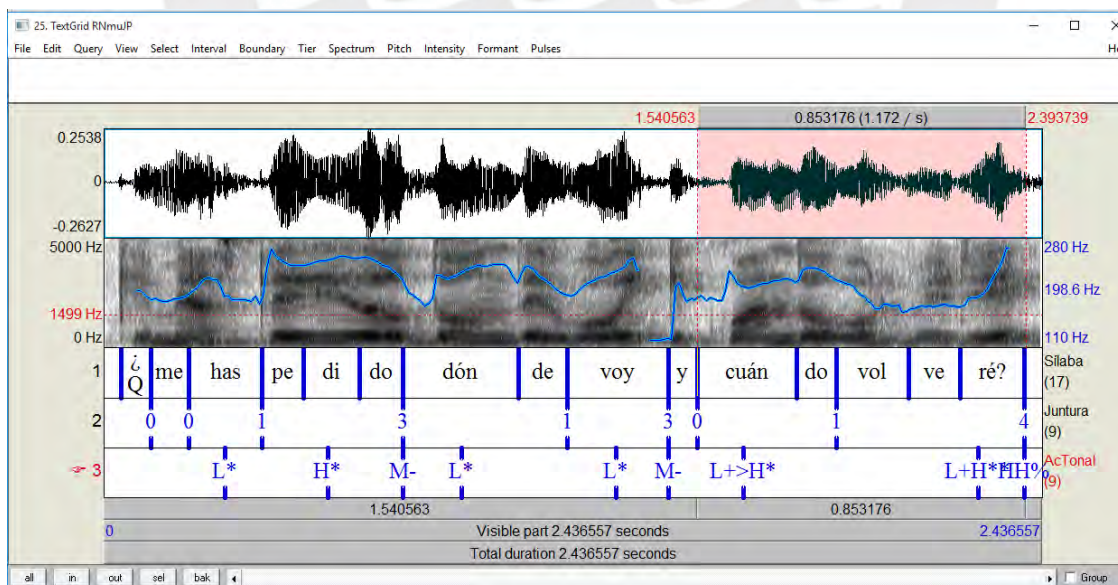 25. TextGrid RNmuJP
File Edit Query View Select Interval Boundary Tier Spectrum Pitch Intensity Formant Pulses He
1.540563 0.853176 (1.172 / s) 2.393739
0.2538
0
-0.2627
5000 Hz 280 Hz
198.6 Hz
1499 Hz
0 Hz 110 Hz
1 ¿Q me has pe di do dón de voy y cuán do vol ve ré? Sílaba (17)
2 0 0 1 3 1 3 0 1 4 Juntura (9)
3 L* H* M- L* L* M- L+>H* L+H* HH% AcTonal (9)
1.540563 0.853176
0 Visible part 2.436557 seconds 2.436557
Total duration 2.436557 seconds
all in out sel bak Group